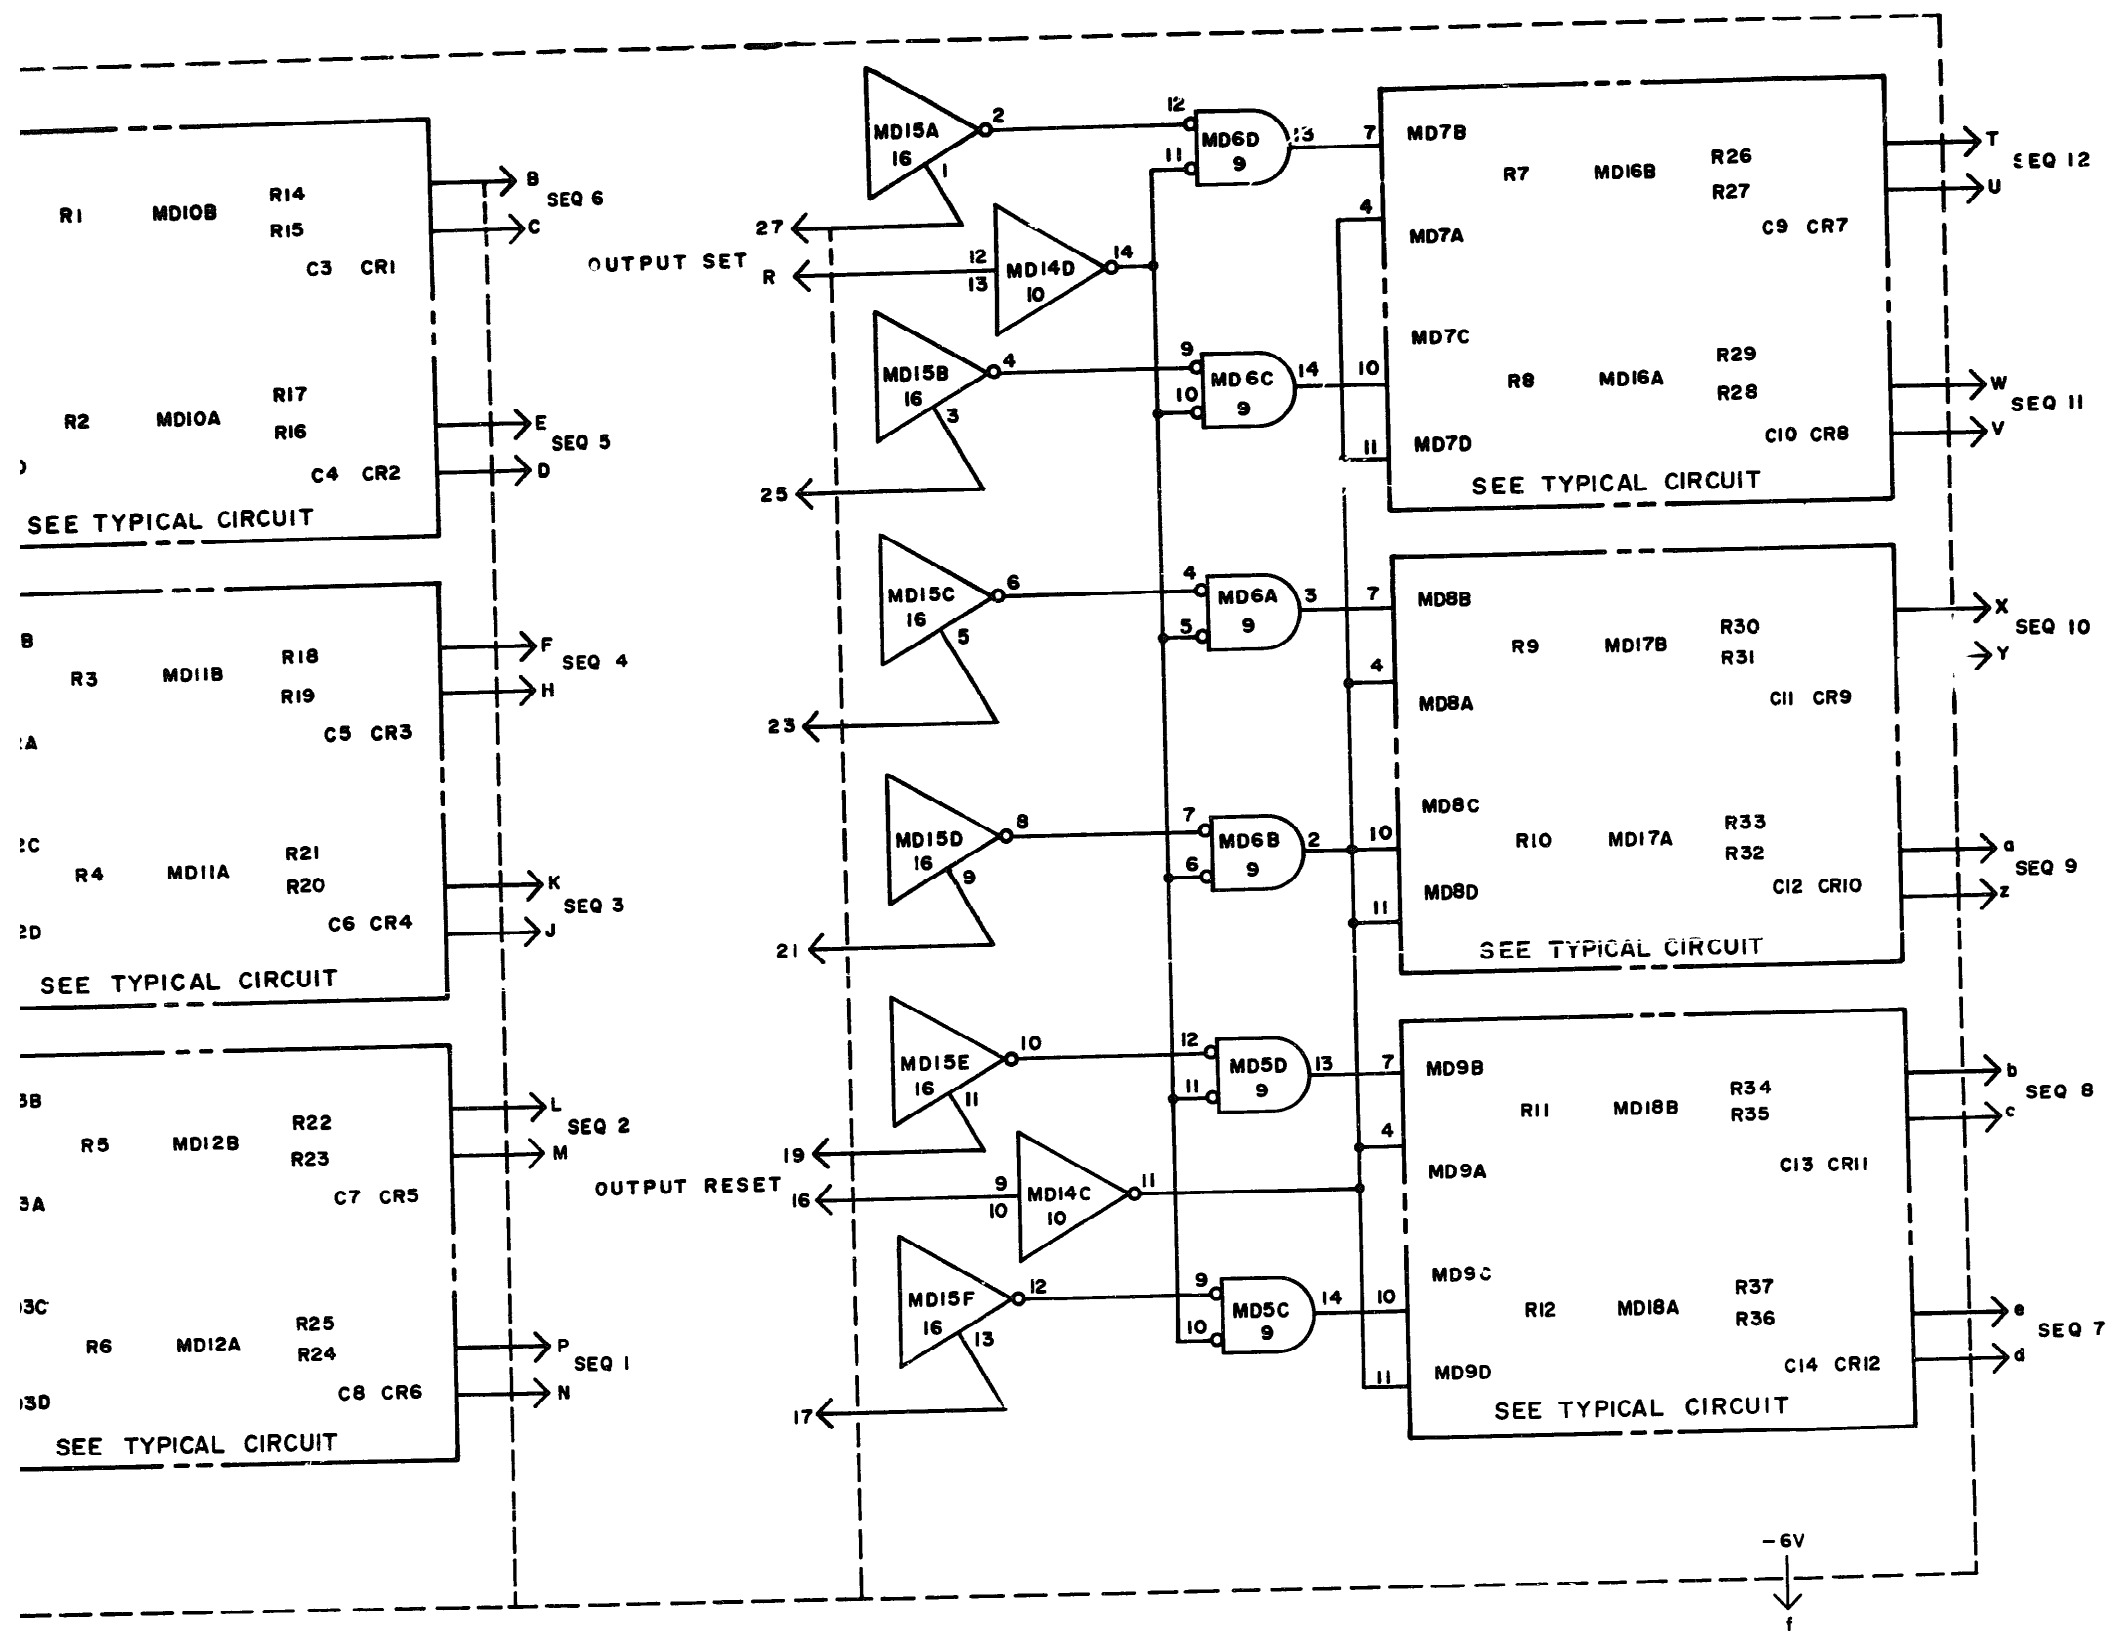 R1 MD10B R14
R15
C3 CR1
B
SEQ 6
C
R2 MD10A R17
R16
C4 CR2
E
SEQ 5
D
SEE TYPICAL CIRCUIT
B
R3 MD11B R18
R19
C5 CR3
F
SEQ 4
H
A
2C
R4 MD11A R21
R20
C6 CR4
K
SEQ 3
J
2D
SEE TYPICAL CIRCUIT
3B
R5 MD12B R22
R23
C7 CR5
L
SEQ 2
M
3A
3C
R6 MD12A R25
R24
C8 CR6
P
SEQ 1
N
3D
SEE TYPICAL CIRCUIT
OUTPUT SET
27
R
25
23
21
19
OUTPUT RESET
16
17
MD15A
16
2
1
12
13
MD14D
10
14
MD15B
16
4
3
MD15C
16
6
5
MD15D
16
8
9
MD15E
16
10
11
9
10
MD14C
10
11
MD15F
16
12
13
12
11
MD6D
9
13
9
10
MD6C
9
14
4
5
MD6A
9
3
7
6
MD6B
9
2
12
11
MD5D
9
13
9
10
MD5C
9
14
7
4
10
11
MD7B
R7 MD16B R26
R27
MD7A
C9 CR7
MD7C
R8 MD16A R29
R28
C10 CR8
MD7D
SEE TYPICAL CIRCUIT
T
SEQ 12
U
W
SEQ 11
V
7
4
10
11
MD8B
R9 MD17B R30
R31
MD8A
C11 CR9
MD8C
R10 MD17A R33
R32
C12 CR10
MD8D
SEE TYPICAL CIRCUIT
X
SEQ 10
Y
a
SEQ 9
z
7
4
10
11
MD9B
R11 MD18B R34
R35
MD9A
C13 CR11
MD9C
R12 MD18A R37
R36
C14 CR12
MD9D
SEE TYPICAL CIRCUIT
b
SEQ 8
c
e
SEQ 7
d
-6V
f